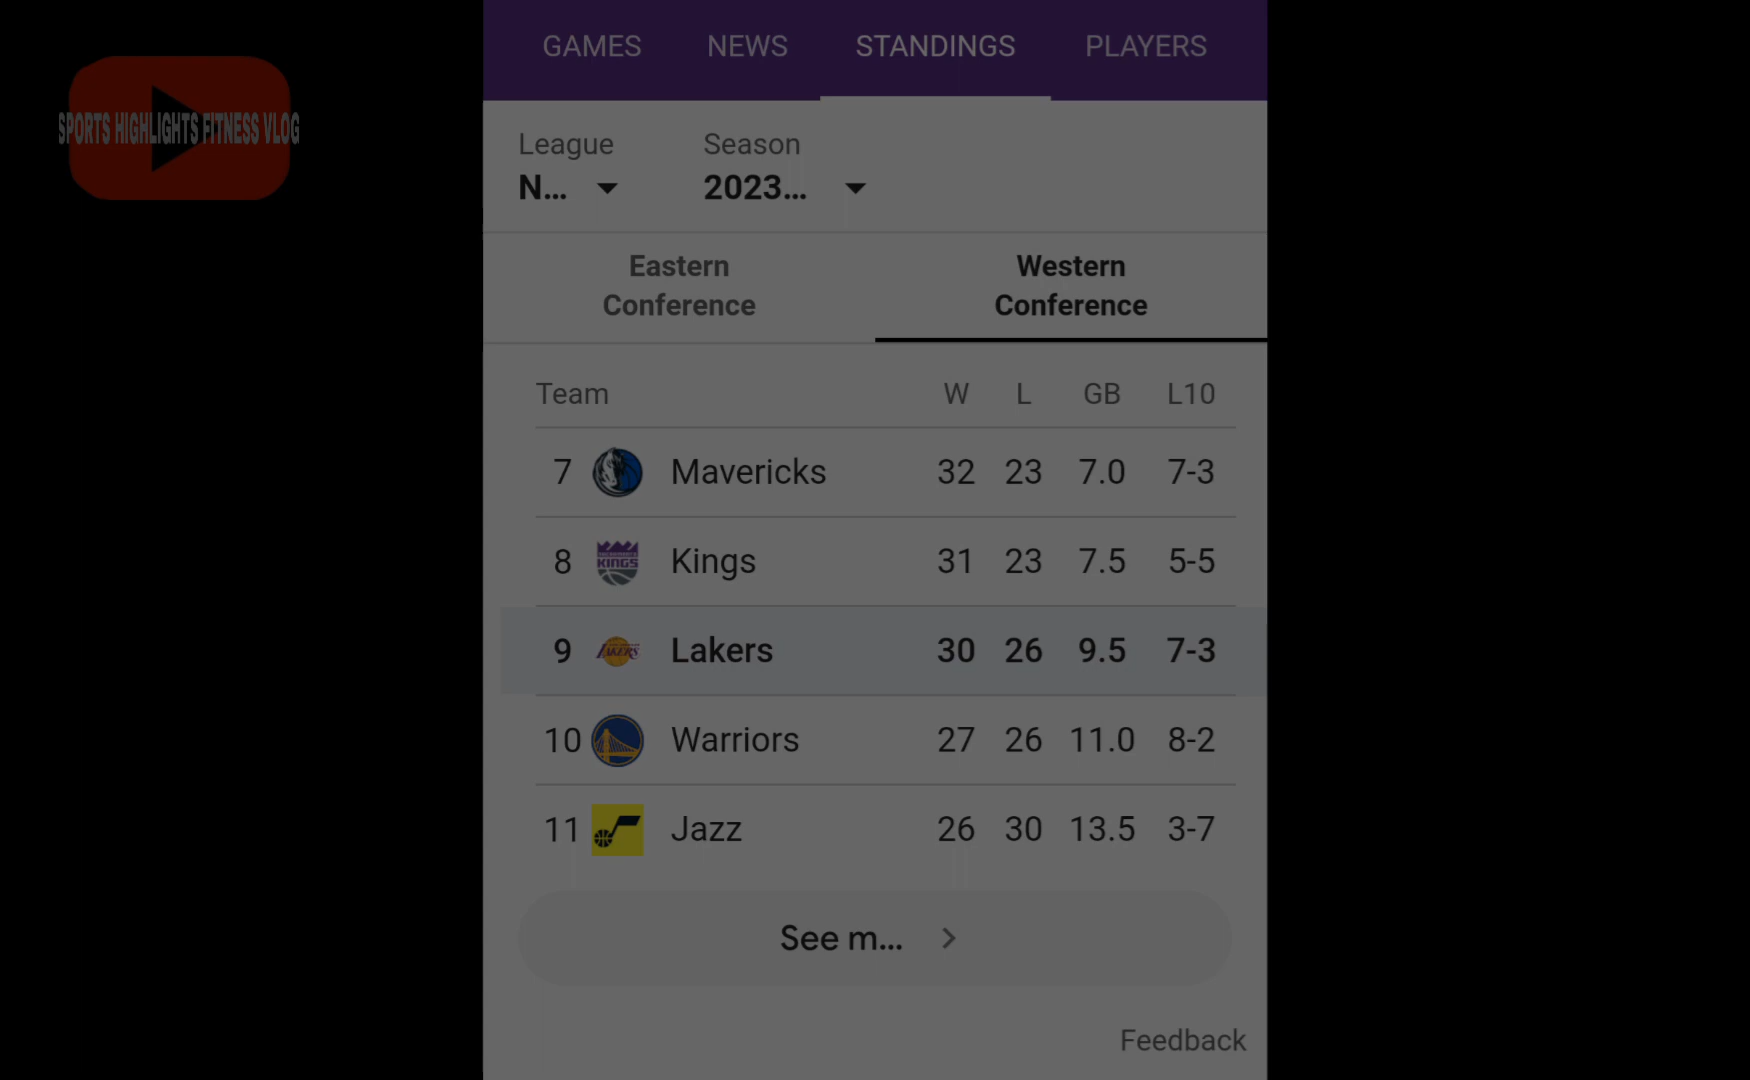 SPORTS HIGHLIGHTS FITNESS VLOG
GAMES NEWS STANDINGS PLAYERS
League Season
N... 2023...
Eastern Conference Western Conference
Team W L GB L10
7 Mavericks 32 23 7.0 7-3
8 KINGS Kings 31 23 7.5 5-5
9 LAKERS Lakers 30 26 9.5 7-3
10 Warriors 27 26 11.0 8-2
11 Jazz 26 30 13.5 3-7
See m...
Feedback